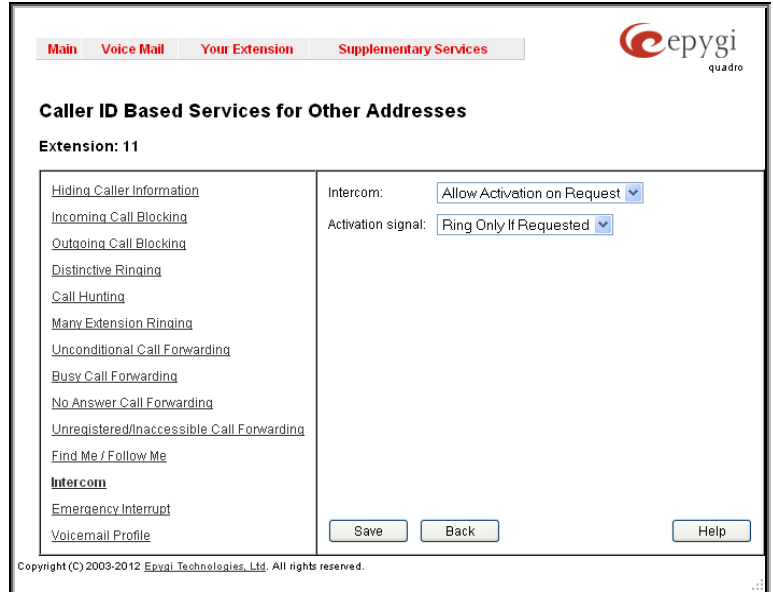 Main Voice Mail Your Extension Supplementary Services
epygi
quadro
Caller ID Based Services for Other Addresses
Extension: 11
Hiding Caller Information
Incoming Call Blocking
Outgoing Call Blocking
Distinctive Ringing
Call Hunting
Many Extension Ringing
Unconditional Call Forwarding
Busy Call Forwarding
No Answer Call Forwarding
Unregistered/Inaccessible Call Forwarding
Find Me / Follow Me
Intercom
Emergency Interrupt
Voicemail Profile
Intercom: Allow Activation on Request
Activation signal: Ring Only If Requested
Save Back Help
Copyright (C) 2003-2012 Epygi Technologies, Ltd. All rights reserved.